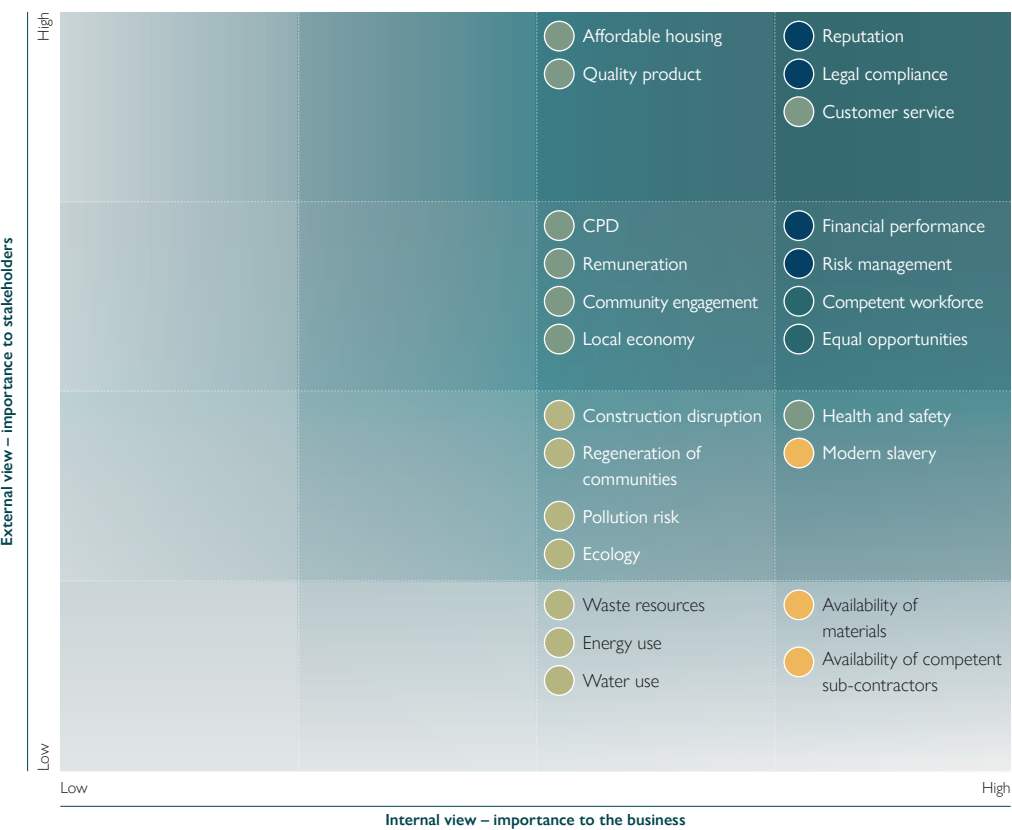 High
Affordable housing
Quality product
Reputation
Legal compliance
Customer service
CPD
Remuneration
Community engagement
Local economy
Financial performance
Risk management
Competent workforce
Equal opportunities
External view – importance to stakeholders
Construction disruption
Regeneration of
communities
Pollution risk
Ecology
Health and safety
Modern slavery
Waste resources
Energy use
Water use
Availability of
materials
Availability of competent
sub-contractors
Low
Low
High
Internal view – importance to the business